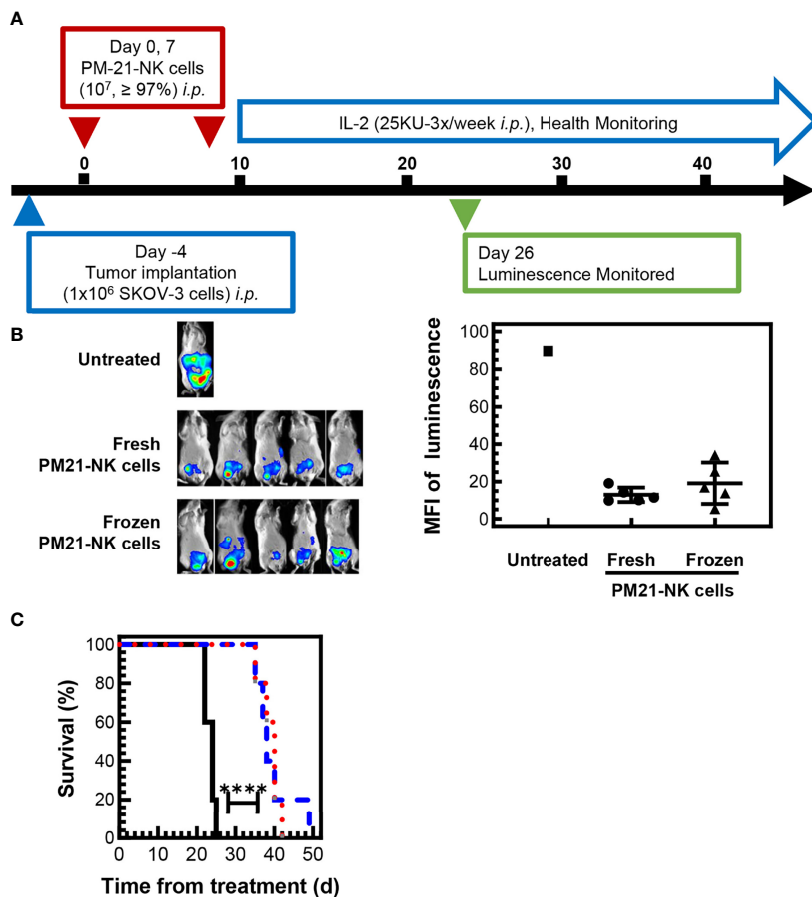 A
Day 0, 7
PM-21-NK cells
(10⁷, ≥ 97%) i.p.
IL-2 (25KU-3x/week i.p.), Health Monitoring
0
10
20
30
40
Day -4
Tumor implantation
(1x10⁶ SKOV-3 cells) i.p.
Day 26
Luminescence Monitored
B
Untreated
Fresh
PM21-NK cells
Frozen
PM21-NK cells
MFI of luminescence
100
80
60
40
20
0
Untreated
Fresh
Frozen
PM21-NK cells
C
Survival (%)
100
80
60
40
20
0
****
0
10
20
30
40
50
Time from treatment (d)